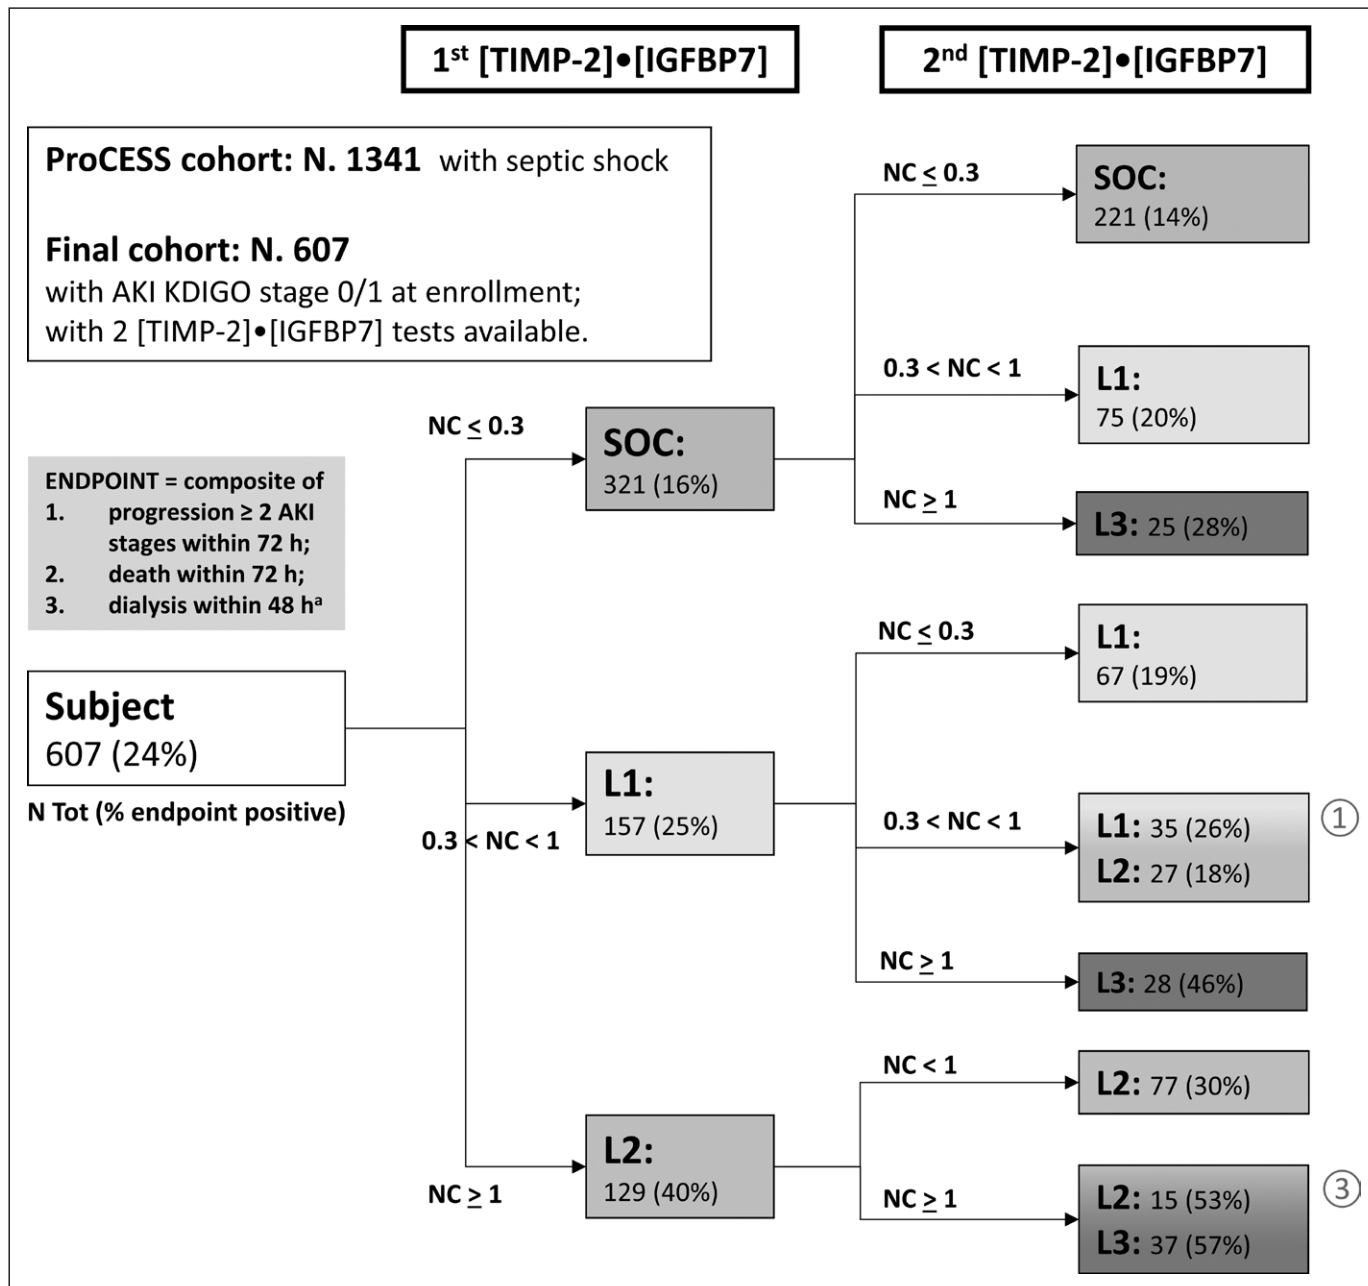 1st [TIMP-2]●[IGFBP7]
2nd [TIMP-2]●[IGFBP7]
ProCESS cohort: N. 1341 with septic shock
Final cohort: N. 607
with AKI KDIGO stage 0/1 at enrollment;
with 2 [TIMP-2]●[IGFBP7] tests available.
ENDPOINT = composite of
1. progression ≥ 2 AKI
stages within 72 h;
2. death within 72 h;
3. dialysis within 48 hª
Subject
607 (24%)
N Tot (% endpoint positive)
NC ≤ 0.3
SOC:
321 (16%)
0.3 < NC < 1
L1:
157 (25%)
NC ≥ 1
L2:
129 (40%)
NC ≤ 0.3
SOC:
221 (14%)
0.3 < NC < 1
L1:
75 (20%)
NC ≥ 1
L3: 25 (28%)
NC ≤ 0.3
L1:
67 (19%)
0.3 < NC < 1
L1: 35 (26%)
L2: 27 (18%)
①
NC ≥ 1
L3: 28 (46%)
NC < 1
L2: 77 (30%)
NC ≥ 1
L2: 15 (53%)
L3: 37 (57%)
③